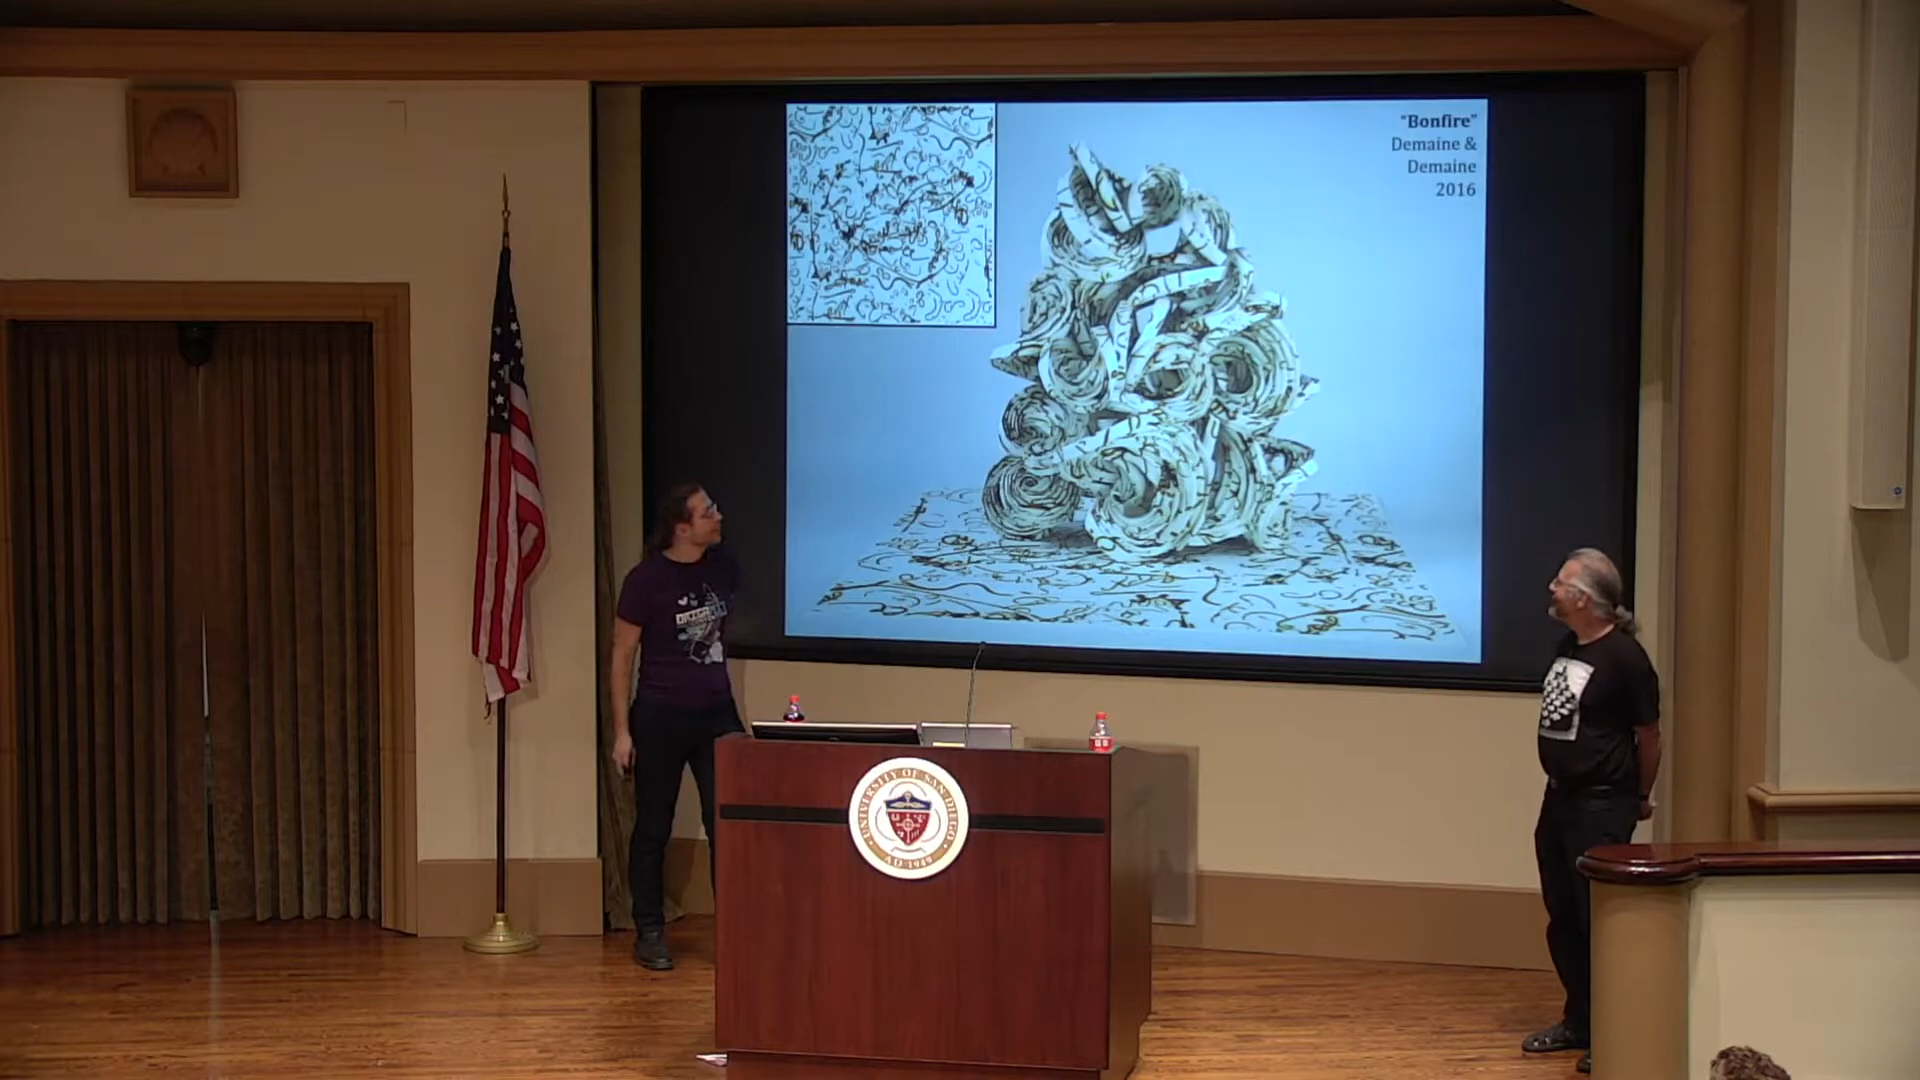 “Bonfire”
Demaine &
Demaine
2016
UNIVERSITY OF SAN DIEGO
AD 1949